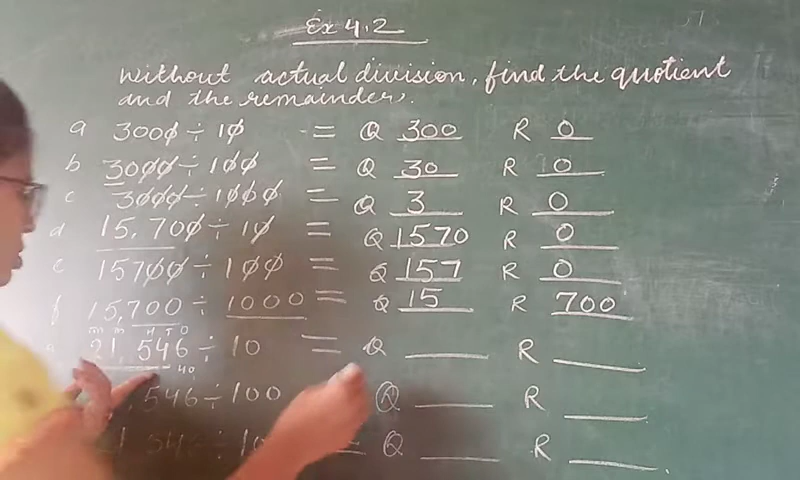 Ex 4.2
Without actual division, find the quotient
and the remainder.
a 3000 ÷ 10 = Q 300 R 0
b 3000 ÷ 100 = Q 30 R 0
c 3000 ÷ 1000 = Q 3 R 0
d 15,700 ÷ 10 = Q 1570 R 0
e 15700 ÷ 100 = Q 157 R 0
f 15,700 ÷ 1000 = Q 15 R 700
H T O
21,546 ÷ 10 = Q R
546 ÷ 100 Q R
÷ = Q R